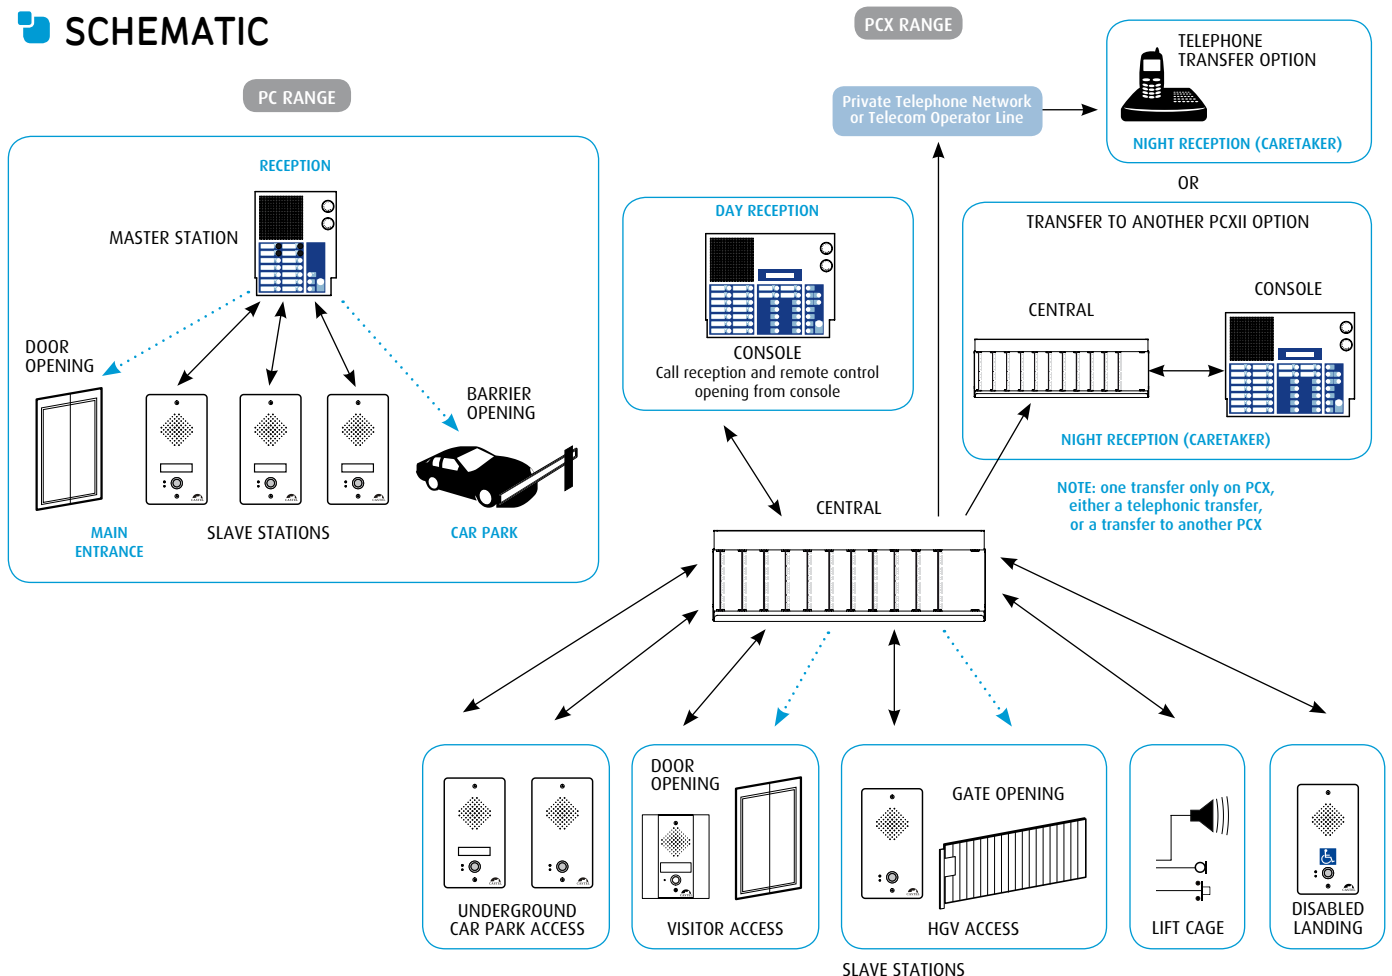 SCHEMATIC
PC RANGE
RECEPTION
MASTER STATION
DOOR
OPENING
BARRIER
OPENING
MAIN
ENTRANCE
SLAVE STATIONS
CAR PARK
PCX RANGE
Private Telephone Network
or Telecom Operator Line
TELEPHONE
TRANSFER OPTION
NIGHT RECEPTION (CARETAKER)
OR
DAY RECEPTION
CONSOLE
Call reception and remote control
opening from console
TRANSFER TO ANOTHER PCXII OPTION
CENTRAL
CONSOLE
NIGHT RECEPTION (CARETAKER)
NOTE: one transfer only on PCX,
either a telephonic transfer,
or a transfer to another PCX
CENTRAL
UNDERGROUND
CAR PARK ACCESS
DOOR
OPENING
VISITOR ACCESS
GATE OPENING
HGV ACCESS
LIFT CAGE
DISABLED
LANDING
SLAVE STATIONS